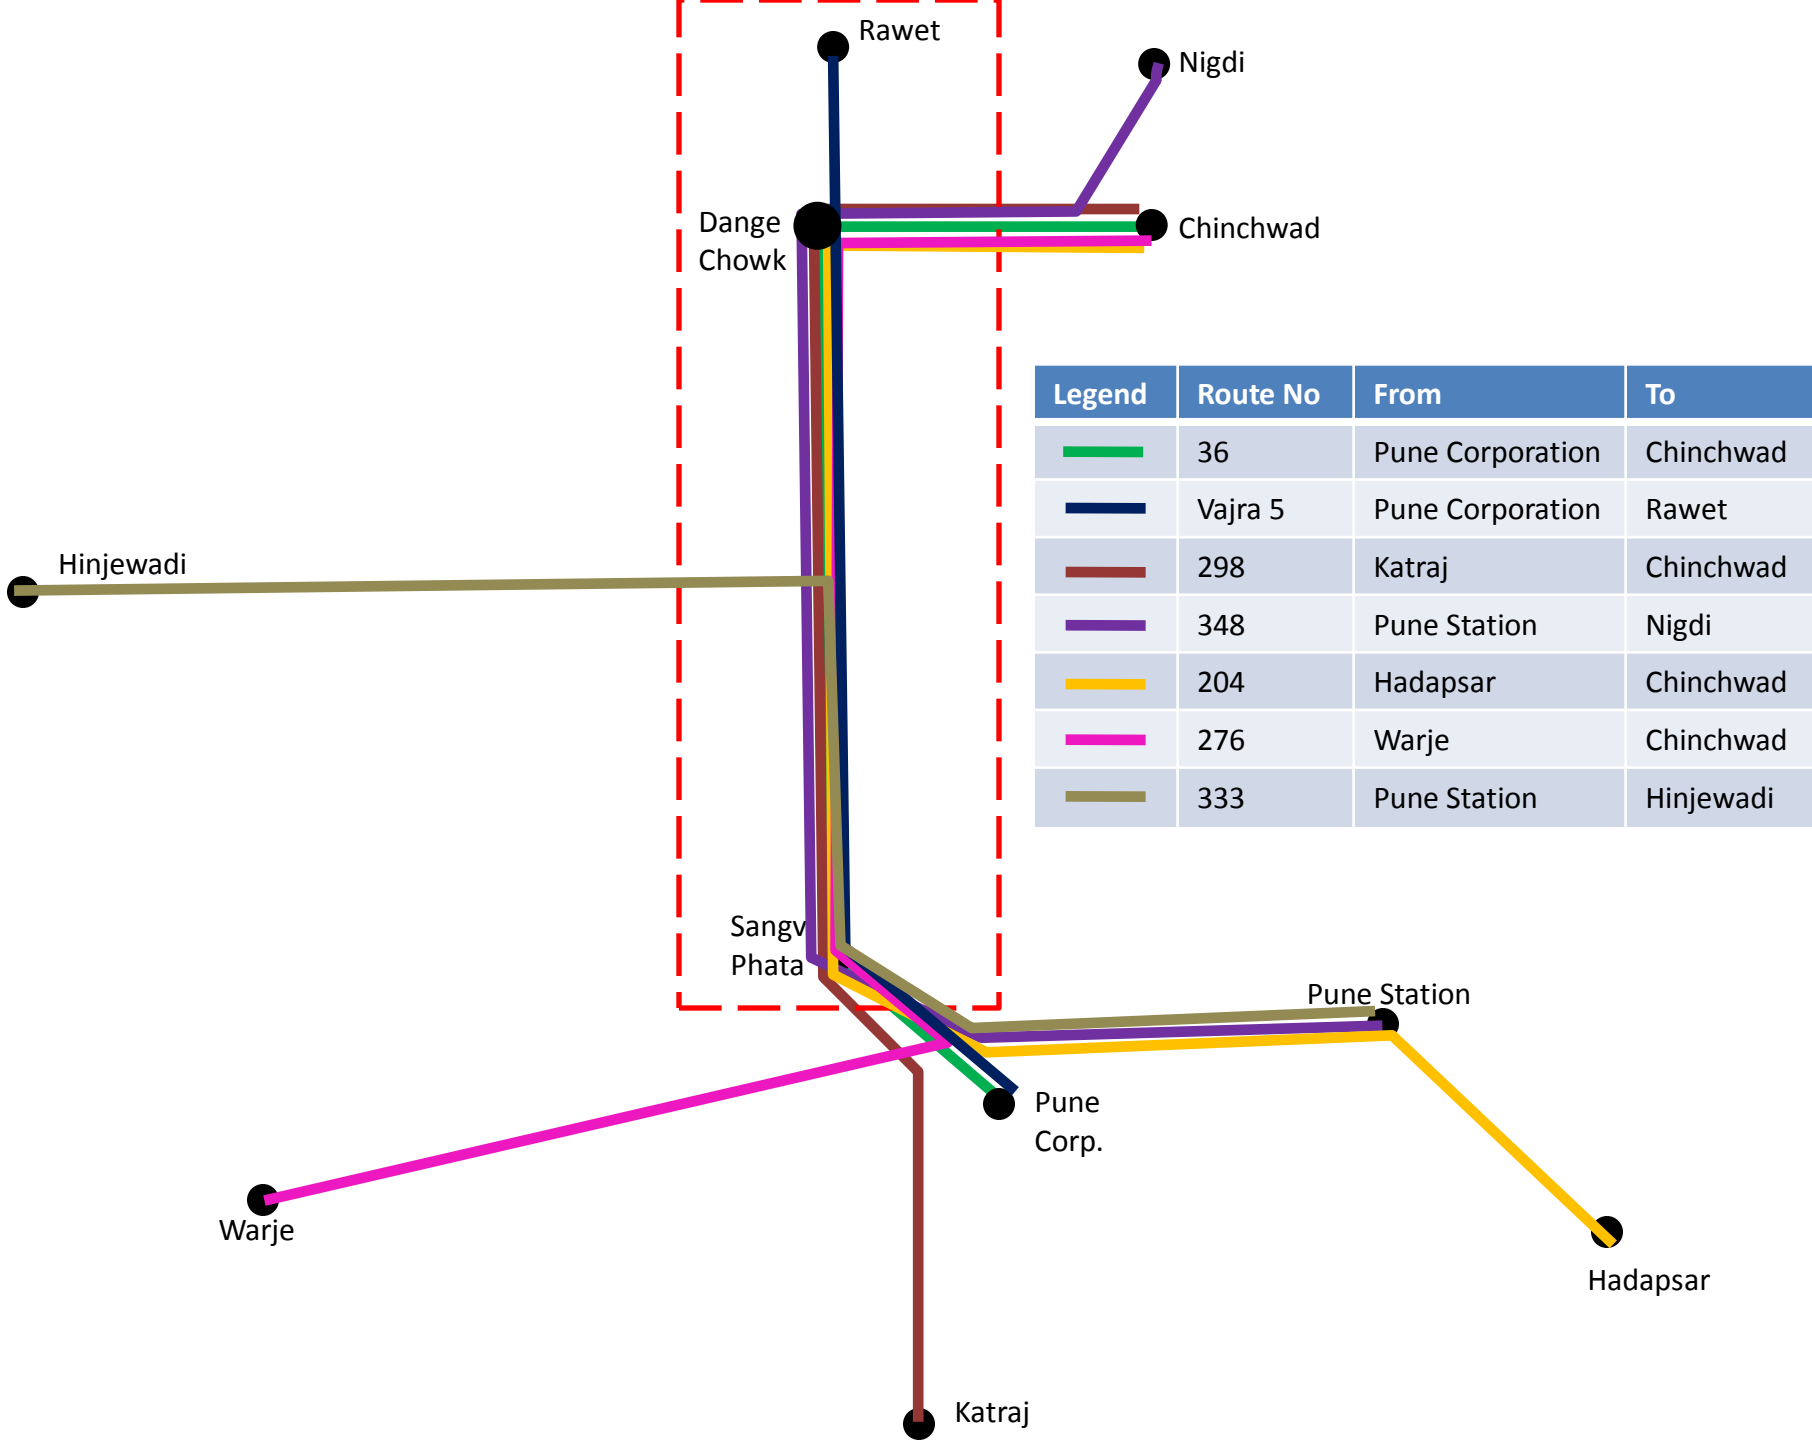 Rawet
Nigdi
Dange
Chowk
Chinchwad
Legend Route No From To
36 Pune Corporation Chinchwad
Vajra 5 Pune Corporation Rawet
298 Katraj Chinchwad
348 Pune Station Nigdi
204 Hadapsar Chinchwad
276 Warje Chinchwad
333 Pune Station Hinjewadi
Hinjewadi
Sangv
Phata
Pune Station
Pune
Corp.
Warje
Hadapsar
Katraj